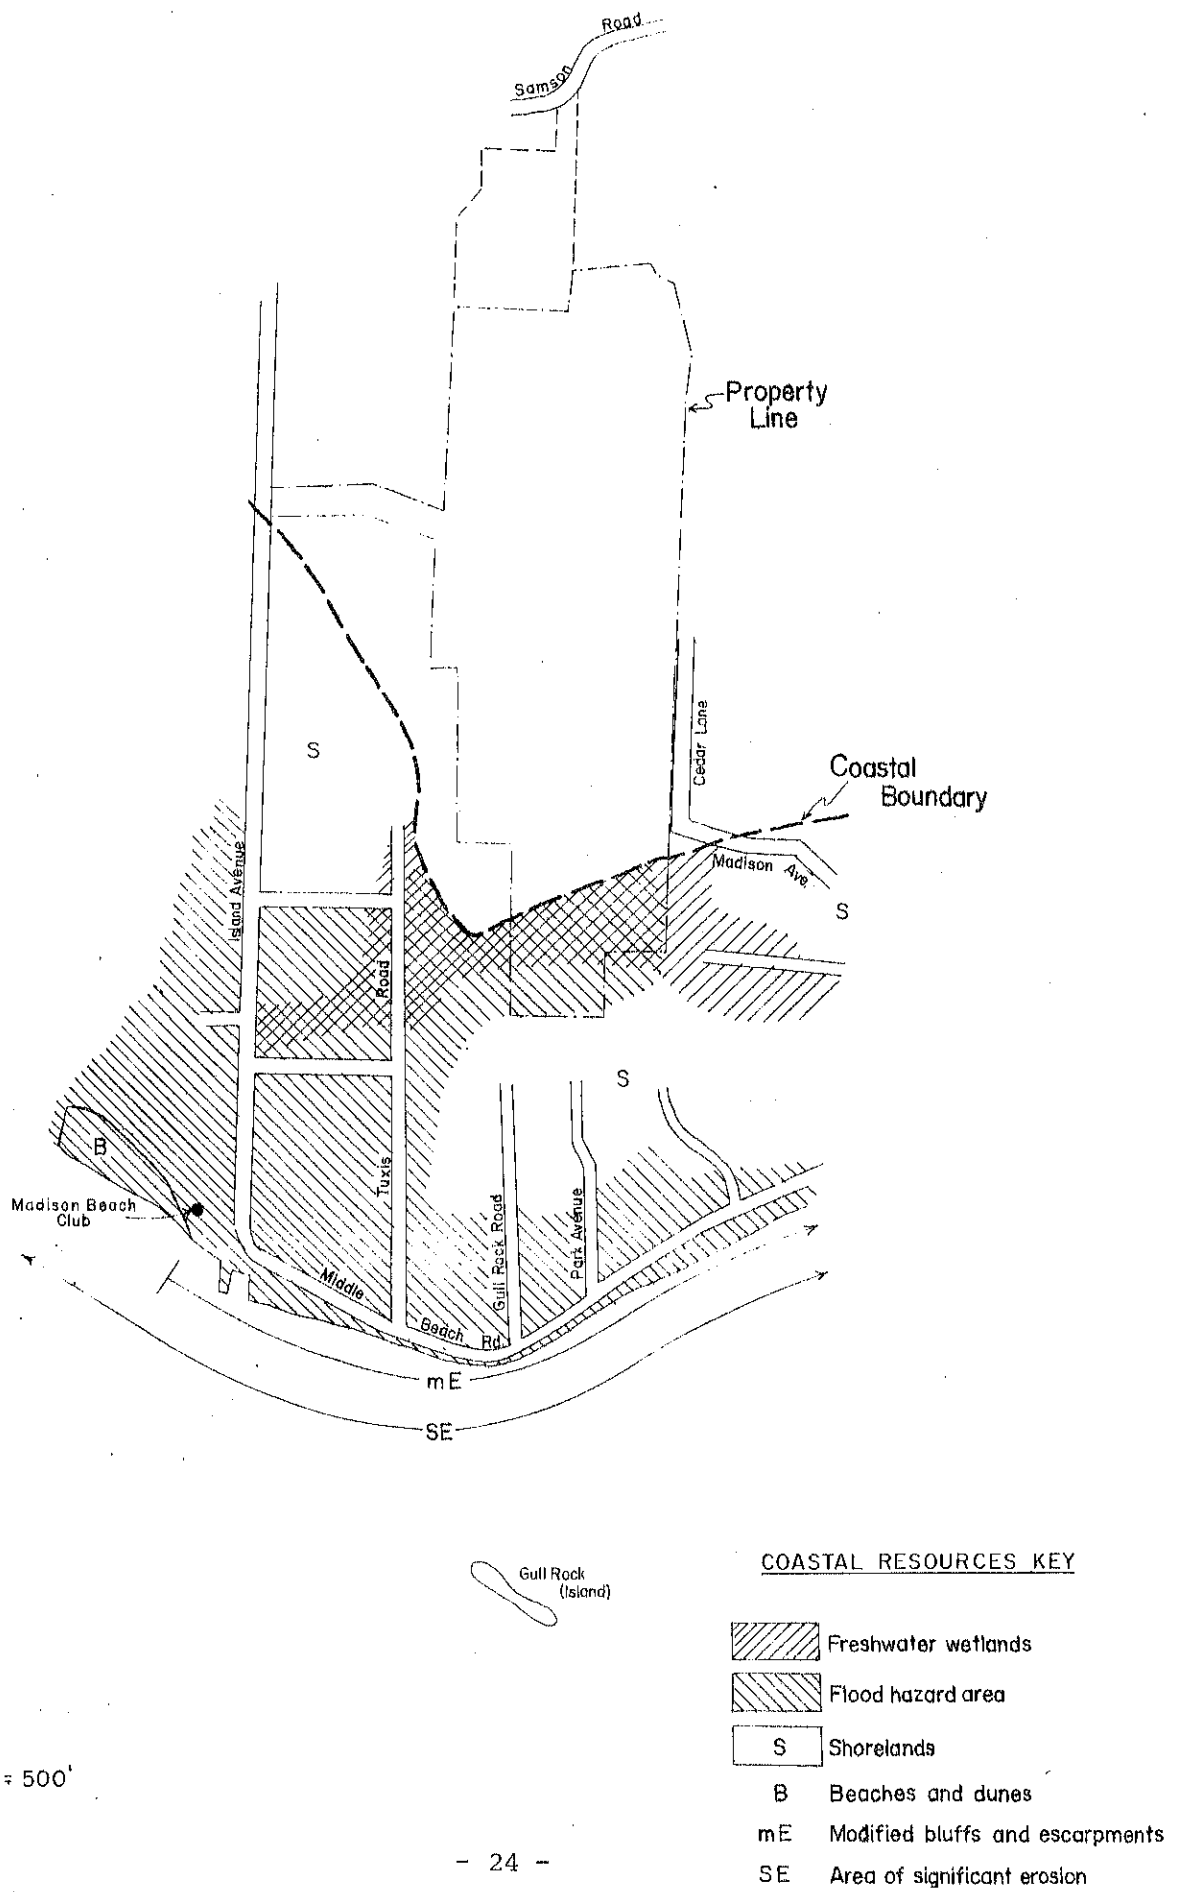 Samson Road
Property
Line
Cedar Lane
S
Coastal
Boundary
Island Avenue
Madison Ave.
S
Road
S
B
Tuxis
Madison Beach
Club
Gull Rock Road
Park Avenue
Middle
Beach Rd.
mE
SE
Gull Rock
(Island)
COASTAL RESOURCES KEY
Freshwater wetlands
Flood hazard area
S Shorelands
= 500'
B Beaches and dunes
mE Modified bluffs and escarpments
- 24 -
SE Area of significant erosion